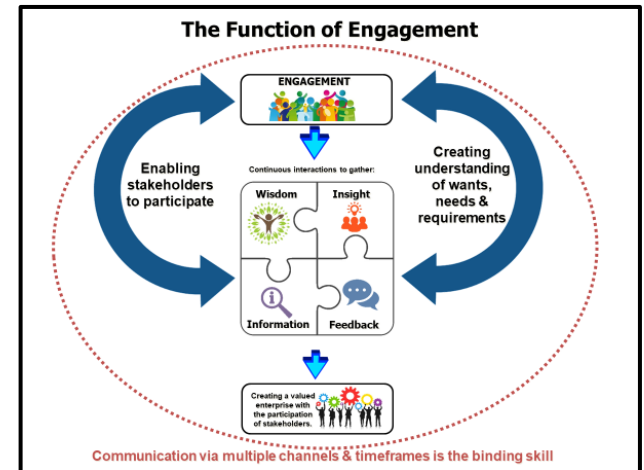 The Function of Engagement
ENGAGEMENT
Enabling
stakeholders
to participate
Creating
understanding
of wants,
needs &
requirements
Continuous interactions to gather:
Wisdom
Insight
Information
Feedback
Creating a valued
enterprise with
the participation
of stakeholders.
Communication via multiple channels & timeframes is the binding skill